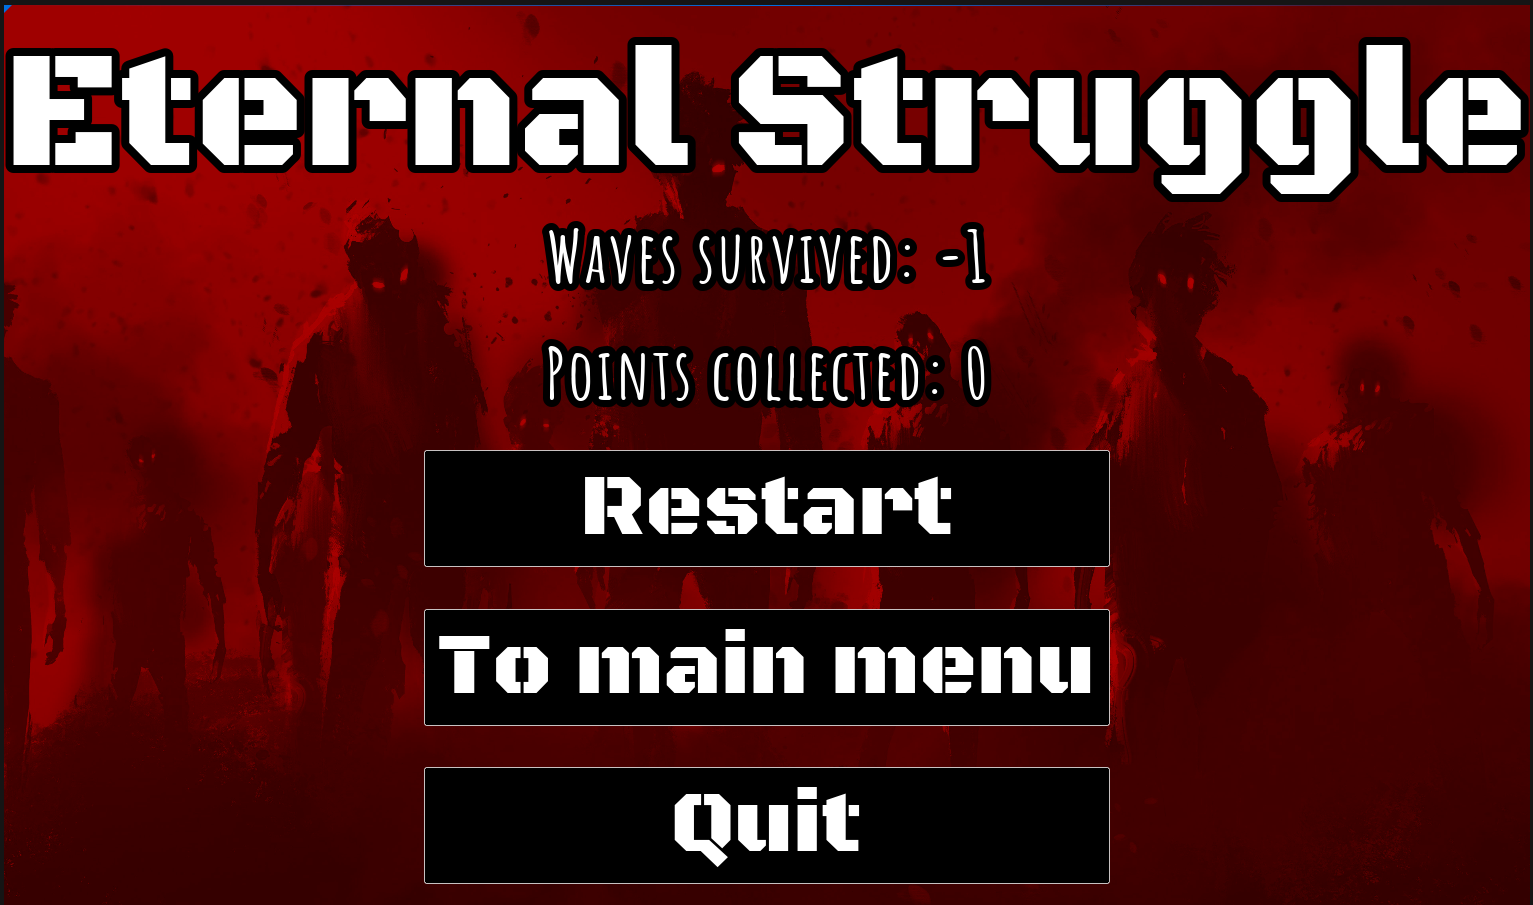 Eternal Struggle
Waves survived: -1
Points collected: 0
Restart
To main menu
Quit